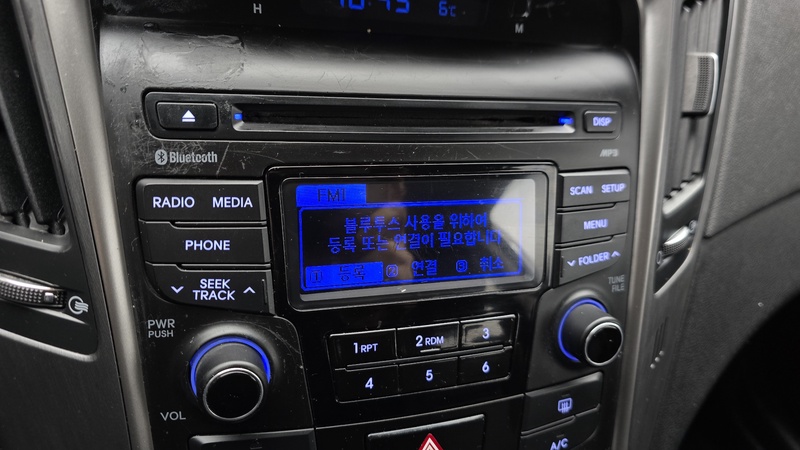 H
10:45 6℃
M
DISP
Bluetooth
MP3
RADIO MEDIA
SCAN SETUP
FM1
블루투스 사용을 위하여
등록 또는 연결이 필요합니다
1 등록 2 연결 3 취소
PHONE
MENU
FOLDER
SEEK
TRACK
TUNE
FILE
PWR
PUSH
1 RPT 2 RDM 3
4 5 6
VOL
A/C